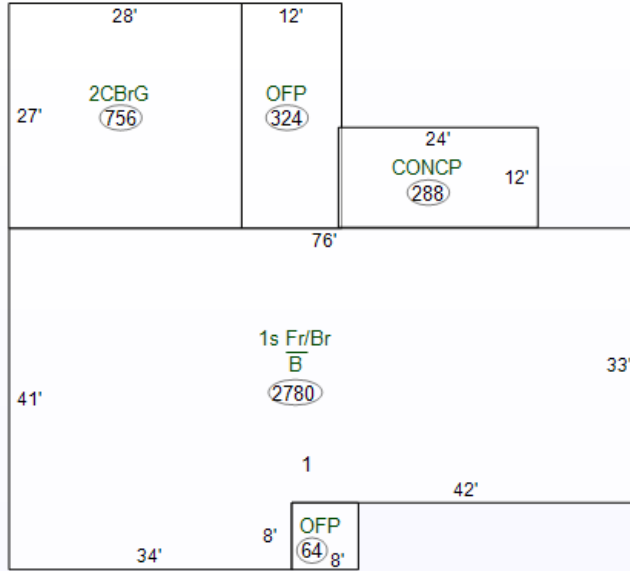 28' 12'
2CBrG OFP
27' 756 324
24'
CONCP
288 12'
76'
1s Fr/Br
B
33'
41' 2780
1
42'
8' OFP
34' 64 8'